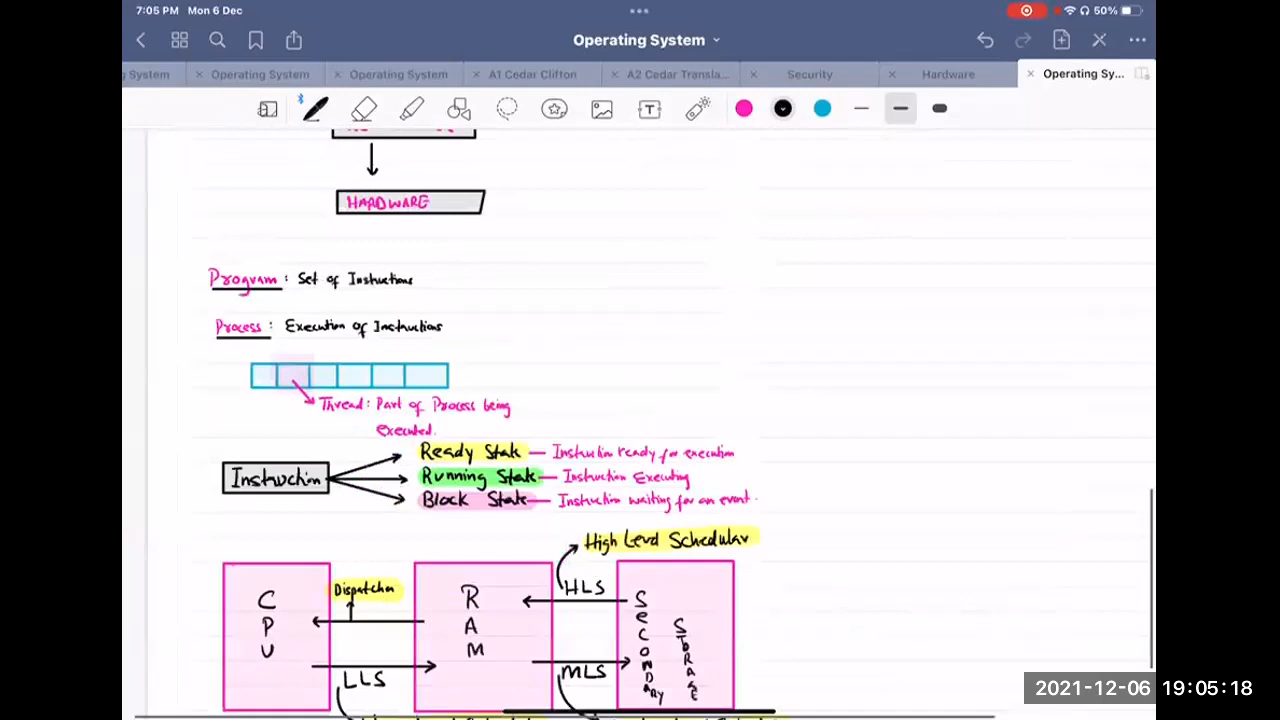 7:05 PM Mon 6 Dec
50%
Operating System
g System
Operating System
Operating System
A1 Cedar Clifton
A2 Cedar Transla...
Security
Hardware
Operating Sy...
HARDWARE
Program : Set of Instructions
Process : Execution of Instructions
Thread : Part of Process being
executed.
Instruction
Ready State — Instruction ready for execution
Running State — Instruction Executing
Block State — Instruction waiting for an event.
High Level Schedular
Dispatcher
CPU
RAM
HLS
SeCONDARY
STORAGE
LLS
MLS
2021-12-06 19:05:18